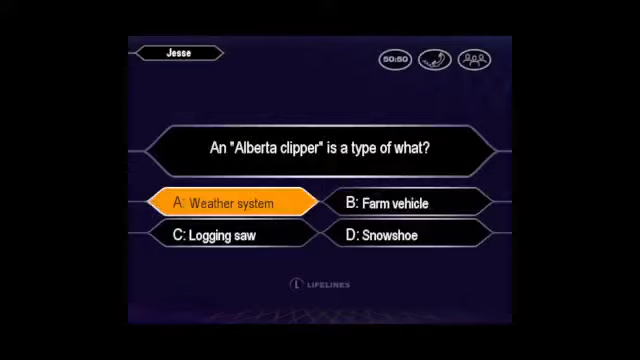 Jesse
50:50
An "Alberta clipper" is a type of what?
A: Weather system
B: Farm vehicle
C: Logging saw
D: Snowshoe
L LIFELINES